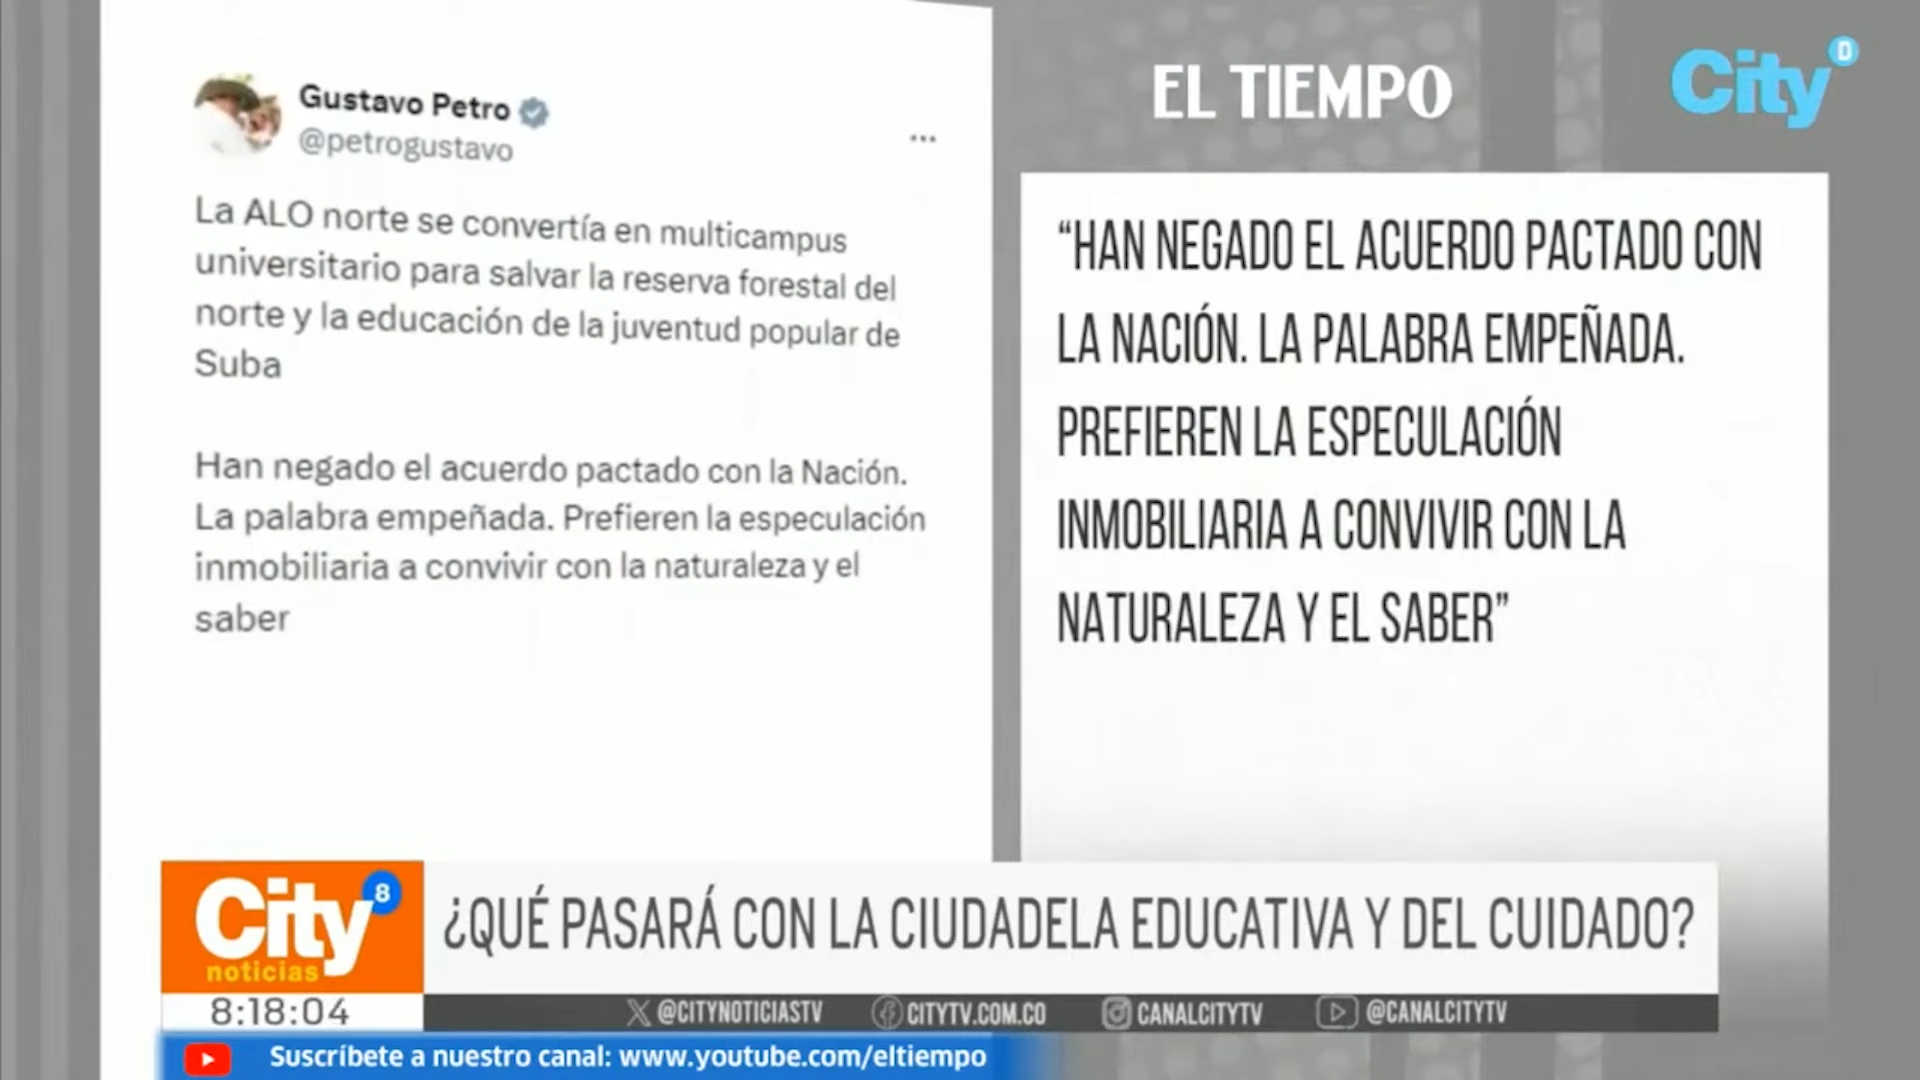 Gustavo Petro
@petrogustavo
La ALO norte se convertía en multicampus
universitario para salvar la reserva forestal del
norte y la educación de la juventud popular de
Suba
Han negado el acuerdo pactado con la Nación.
La palabra empeñada. Prefieren la especulación
inmobiliaria a convivir con la naturaleza y el
saber
EL TIEMPO
City D
“HAN NEGADO EL ACUERDO PACTADO CON
LA NACIÓN. LA PALABRA EMPEÑADA.
PREFIEREN LA ESPECULACIÓN
INMOBILIARIA A CONVIVIR CON LA
NATURALEZA Y EL SABER”
City 8
noticias
¿QUÉ PASARÁ CON LA CIUDADELA EDUCATIVA Y DEL CUIDADO?
8:18:04
@CITYNOTICIASTV CITYTV.COM.CO CANALCITYTV @CANALCITYTV
Suscríbete a nuestro canal: www.youtube.com/eltiempo